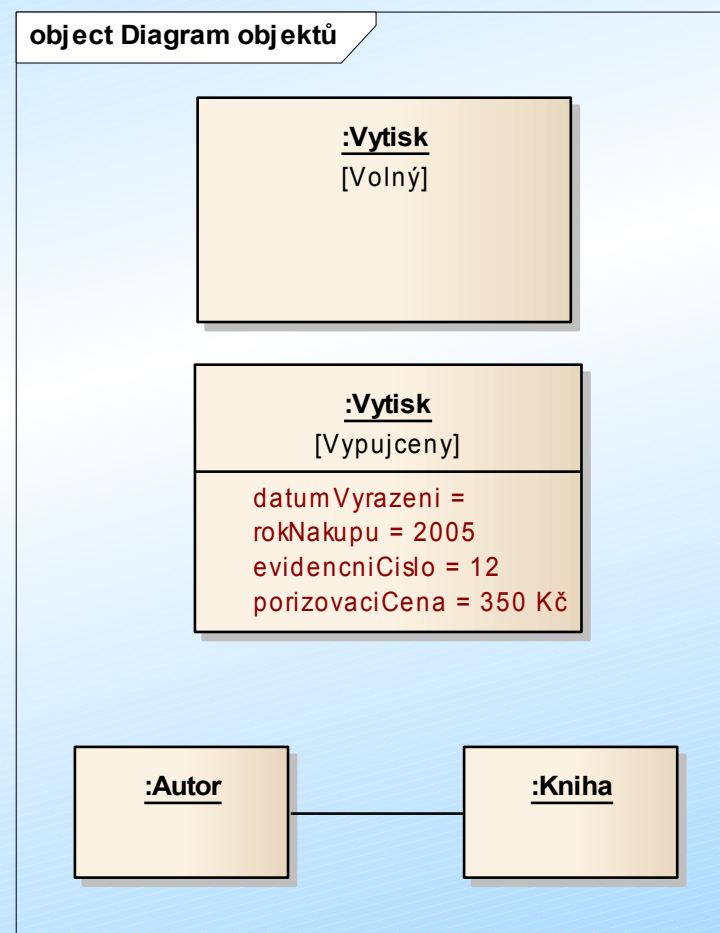 object Diagram objektů
:Vytisk
[Volný]
:Vytisk
[Vypujceny]
datumVyrazeni =
rokNakupu = 2005
evidencniCislo = 12
porizovaciCena = 350 Kč
:Autor
:Kniha